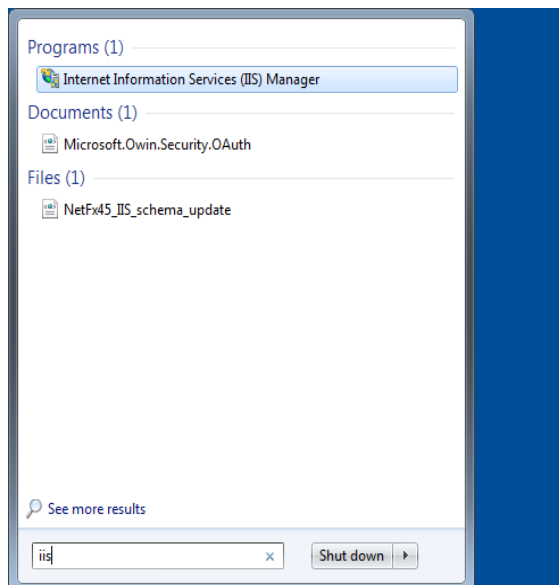 Programs (1)
Internet Information Services (IIS) Manager
Documents (1)
Microsoft.Owin.Security.OAuth
Files (1)
NetFx45_IIS_schema_update
See more results
iis
Shut down